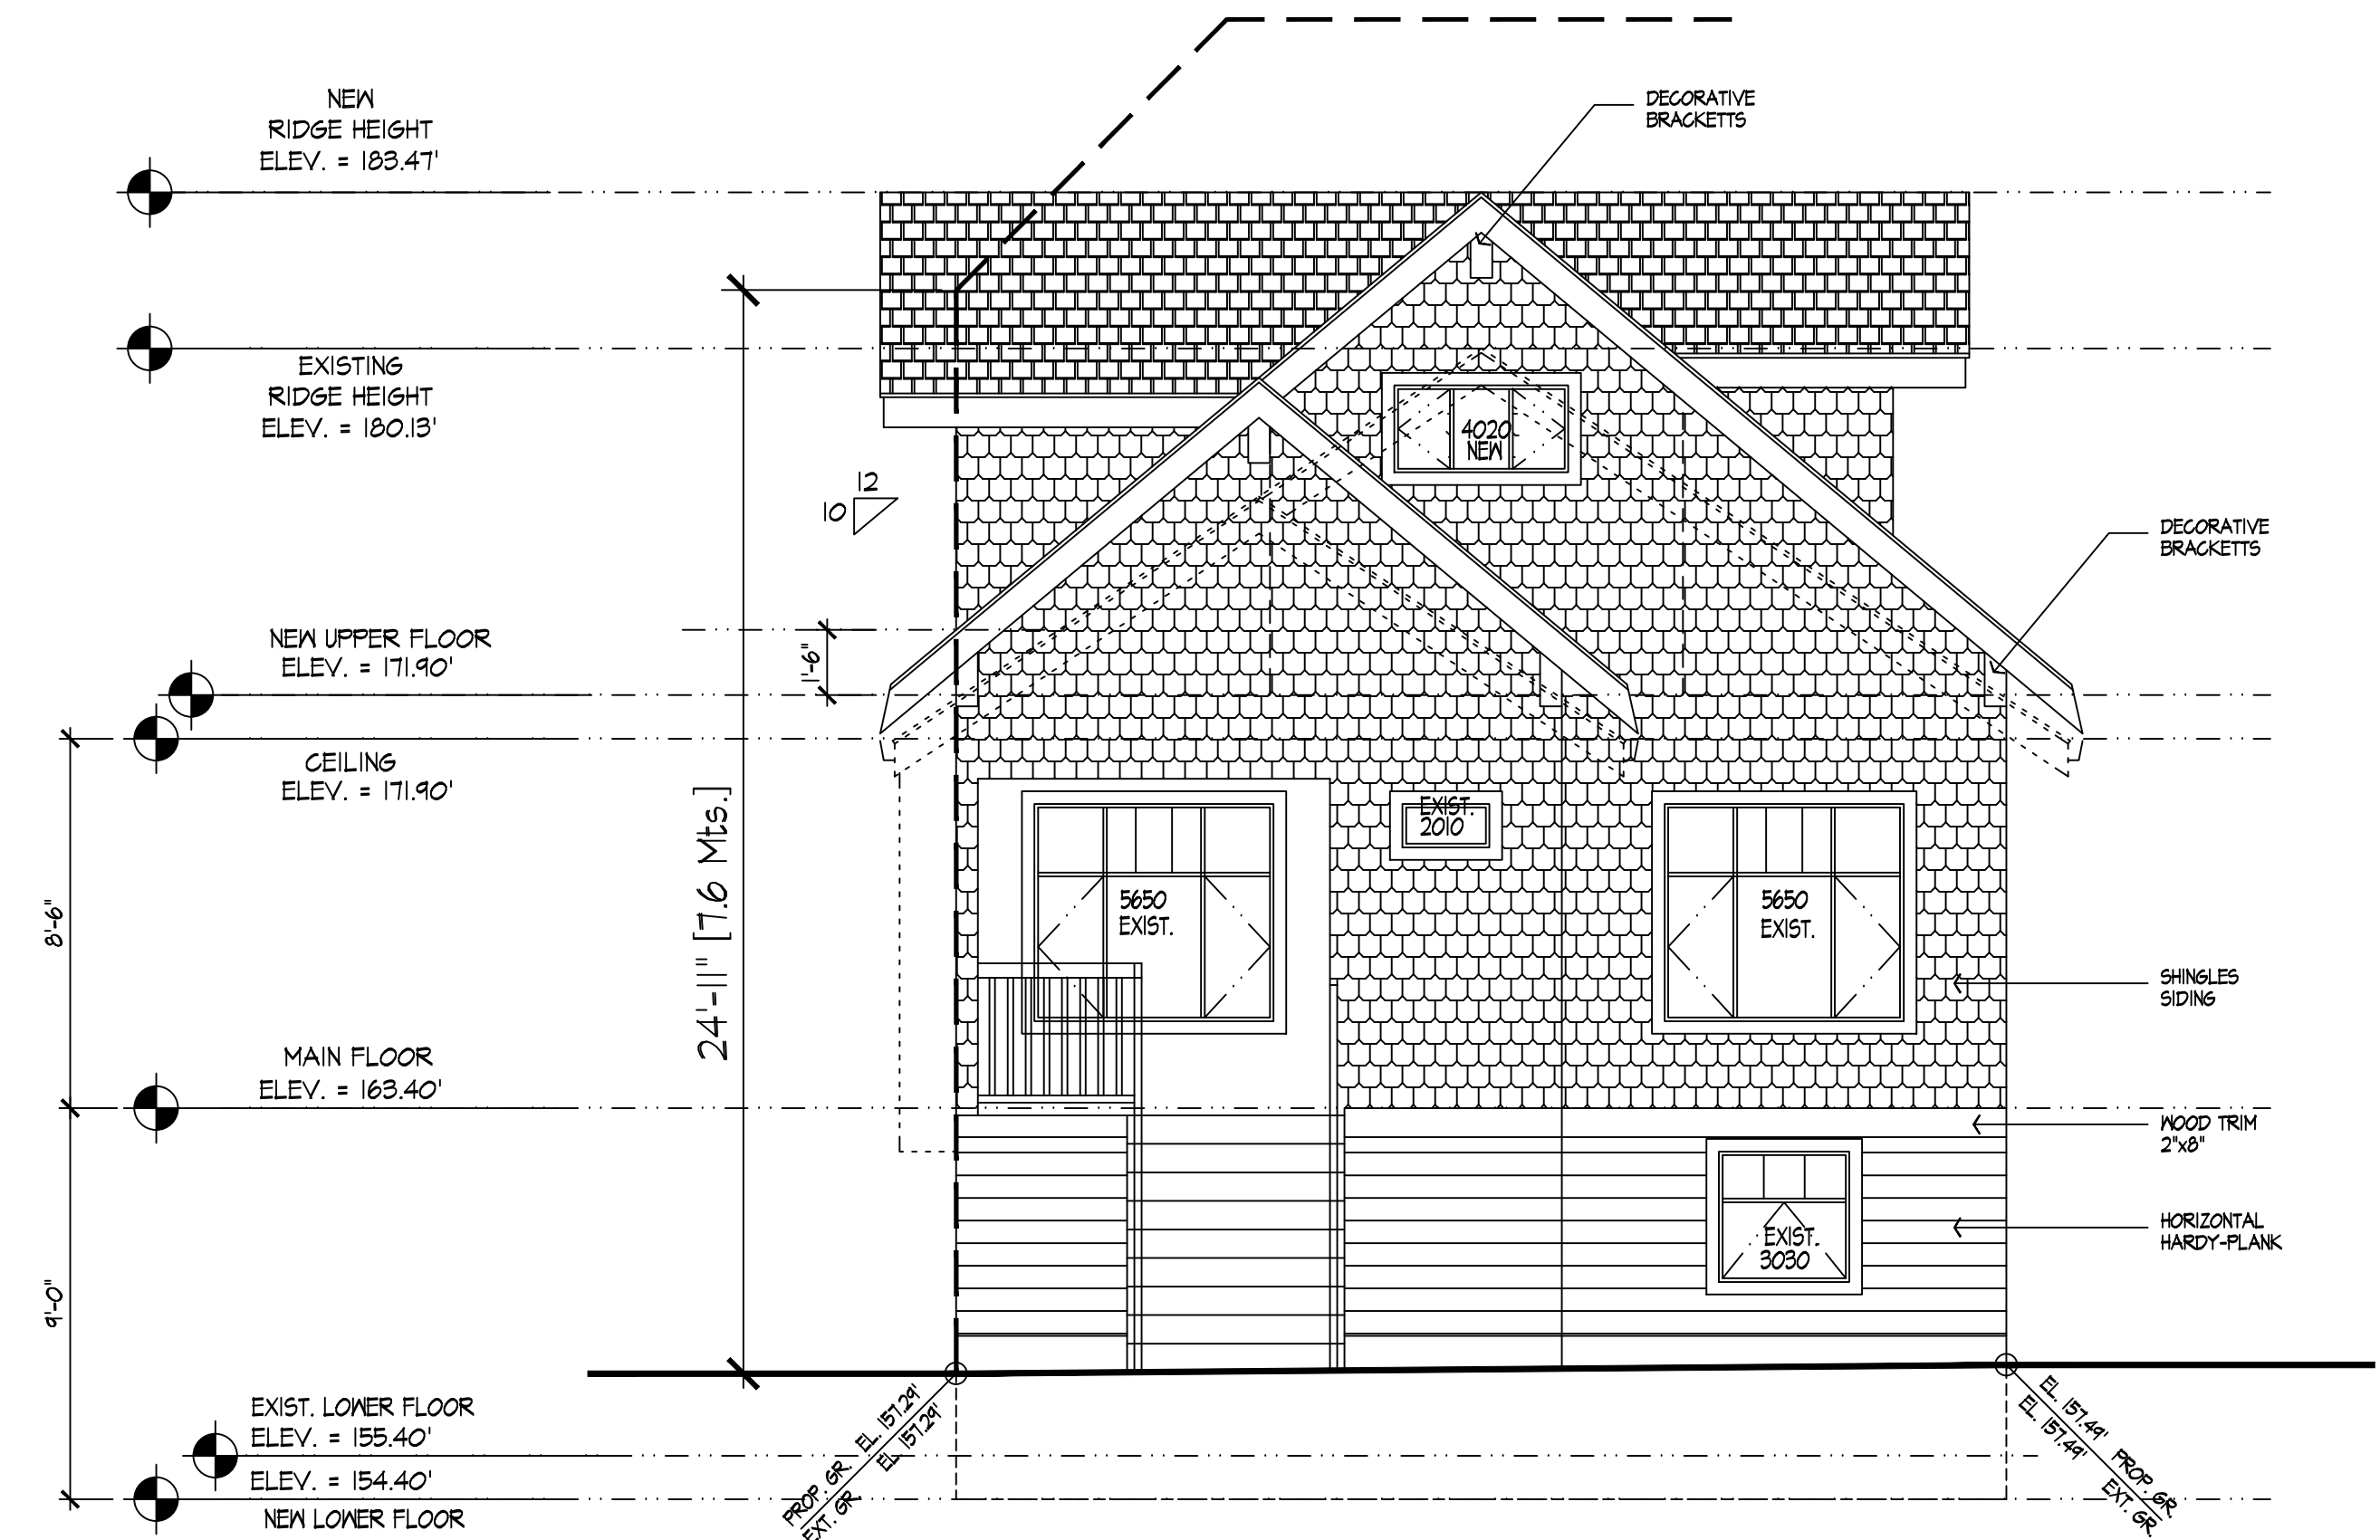 NEW
RIDGE HEIGHT
ELEV. = 183.47'
EXISTING
RIDGE HEIGHT
ELEV. = 180.13'
NEW UPPER FLOOR
ELEV. = 171.90'
CEILING
ELEV. = 171.90'
8'-6"
MAIN FLOOR
ELEV. = 163.40'
9'-0"
EXIST. LOWER FLOOR
ELEV. = 155.40'
ELEV. = 154.40'
NEW LOWER FLOOR
24'-11" [7.6 Mts.]
12
10
1'-6"
DECORATIVE
BRACKETTS
4020
NEW
DECORATIVE
BRACKETTS
EXIST.
2010
5650
EXIST.
5650
EXIST.
SHINGLES
SIDING
WOOD TRIM
2"x8"
EXIST.
3030
HORIZONTAL
HARDY-PLANK
PROP. GR. EL. 157.29'
EXT. GR. EL. 157.29'
EL. 157.49' PROP. GR.
EL. 157.49' EXT. GR.